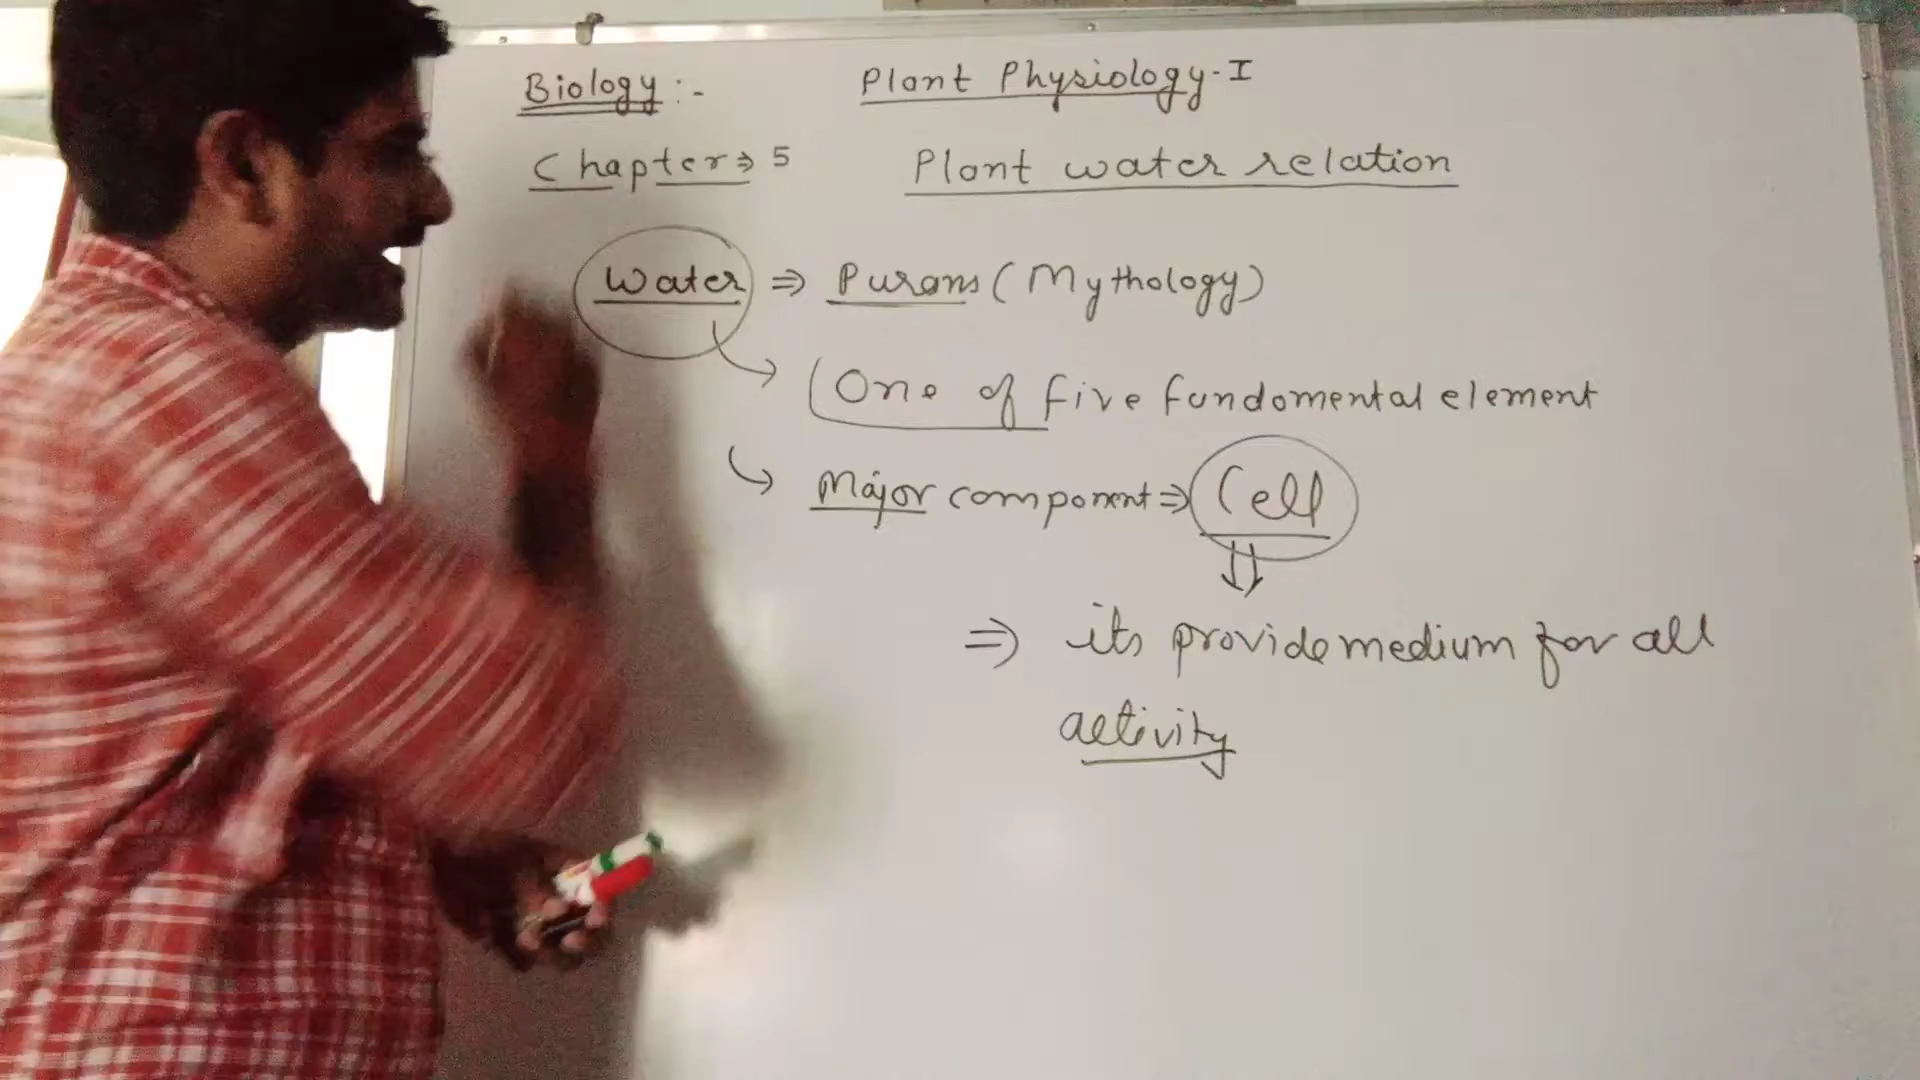 Biology :- Plant Physiology-I
Chapter ⇒ 5 Plant water relation
Water ⇒ Purans (Mythology)
↳ One of five fundomental element
↳ Major component ⇒ Cell
⇒ its provide medium for all
activity